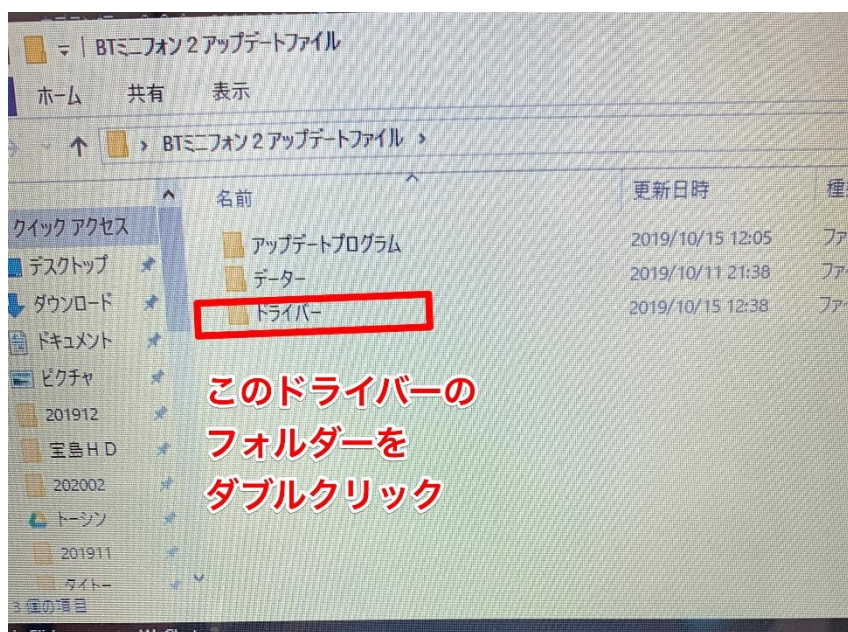 BTミニフォン2アップデートファイル
ホーム 共有 表示
BTミニフォン2アップデートファイル
名前 更新日時
クイック アクセス
アップデートプログラム 2019/10/15 12:05
デスクトップ
データー 2019/10/11 21:38
ダウンロード
ドライバー 2019/10/15 12:38
ドキュメント
ピクチャ
このドライバーの
フォルダーを
ダブルクリック
201912
宝島HD
202002
トーシン
201911
タイトー
3 個の項目